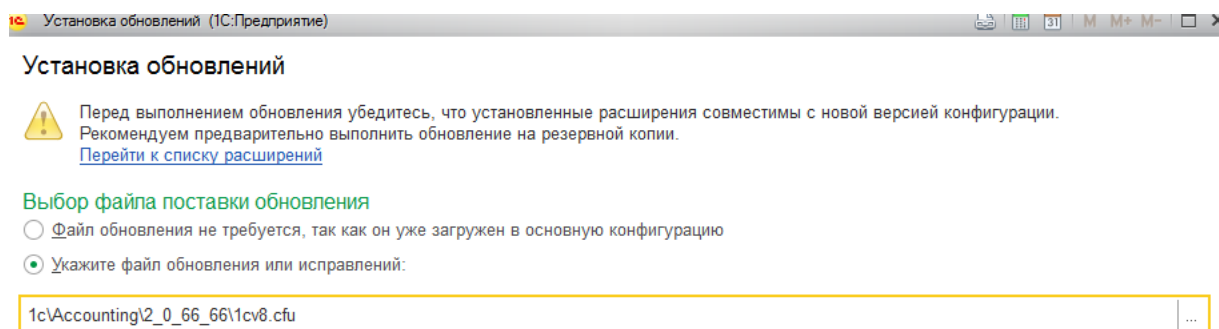 1С Установка обновлений (1С:Предприятие) 31 M M+ M-
Установка обновлений
Перед выполнением обновления убедитесь, что установленные расширения совместимы с новой версией конфигурации.
Рекомендуем предварительно выполнить обновление на резервной копии.
Перейти к списку расширений
Выбор файла поставки обновления
Файл обновления не требуется, так как он уже загружен в основную конфигурацию
Укажите файл обновления или исправлений:
1c\Accounting\2_0_66_66\1cv8.cfu ...